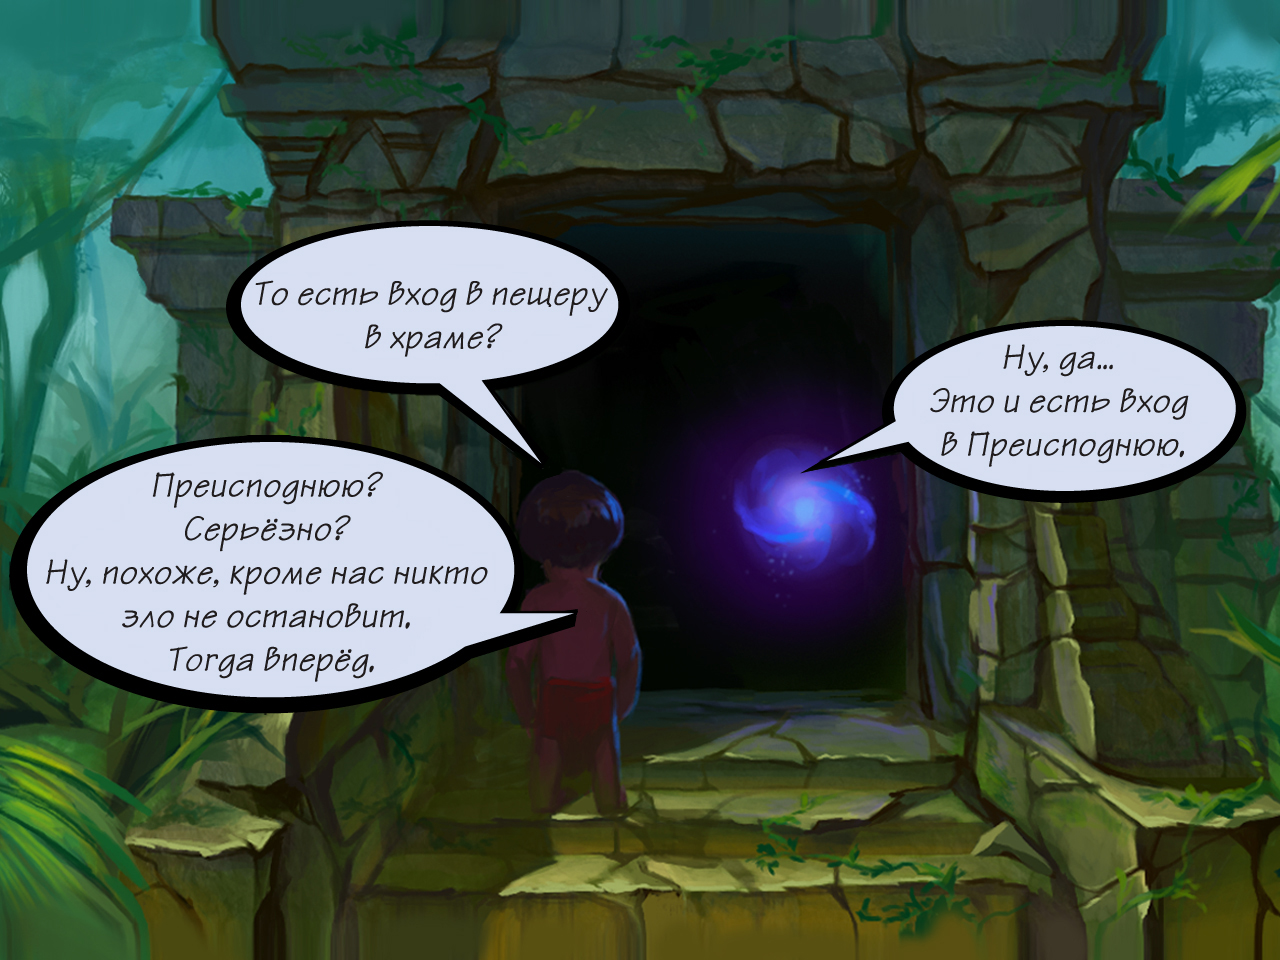 То есть вход в пещеру
в храме?
Ну, да...
Это и есть вход
в Преисподнюю.
Преисподнюю?
Серьёзно?
Ну, похоже, кроме нас никто
зло не остановит.
Тогда вперёд.